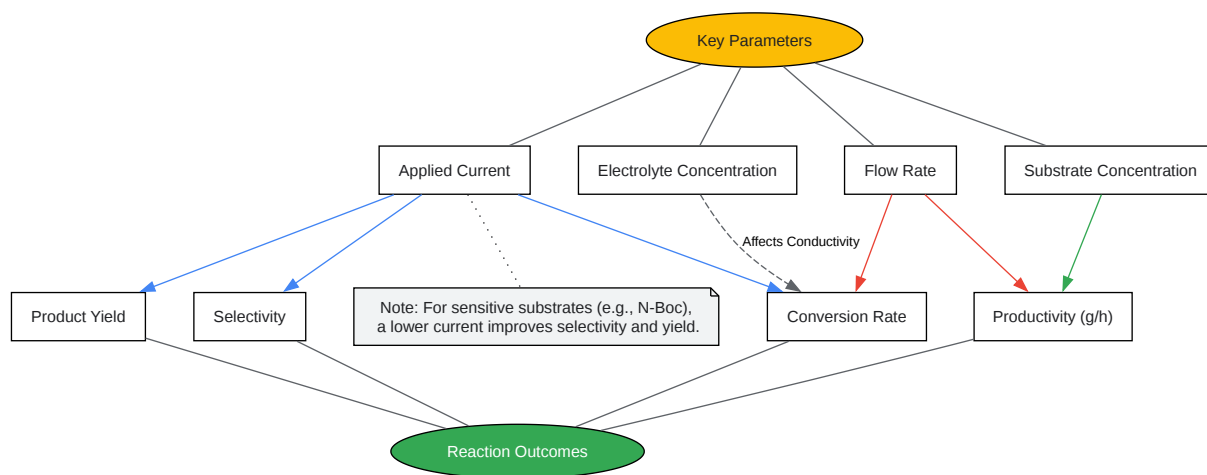 Key Parameters
Applied Current
Electrolyte Concentration
Flow Rate
Substrate Concentration
Affects Conductivity
Product Yield
Selectivity
Note: For sensitive substrates (e.g., N-Boc),
a lower current improves selectivity and yield.
Conversion Rate
Productivity (g/h)
Reaction Outcomes